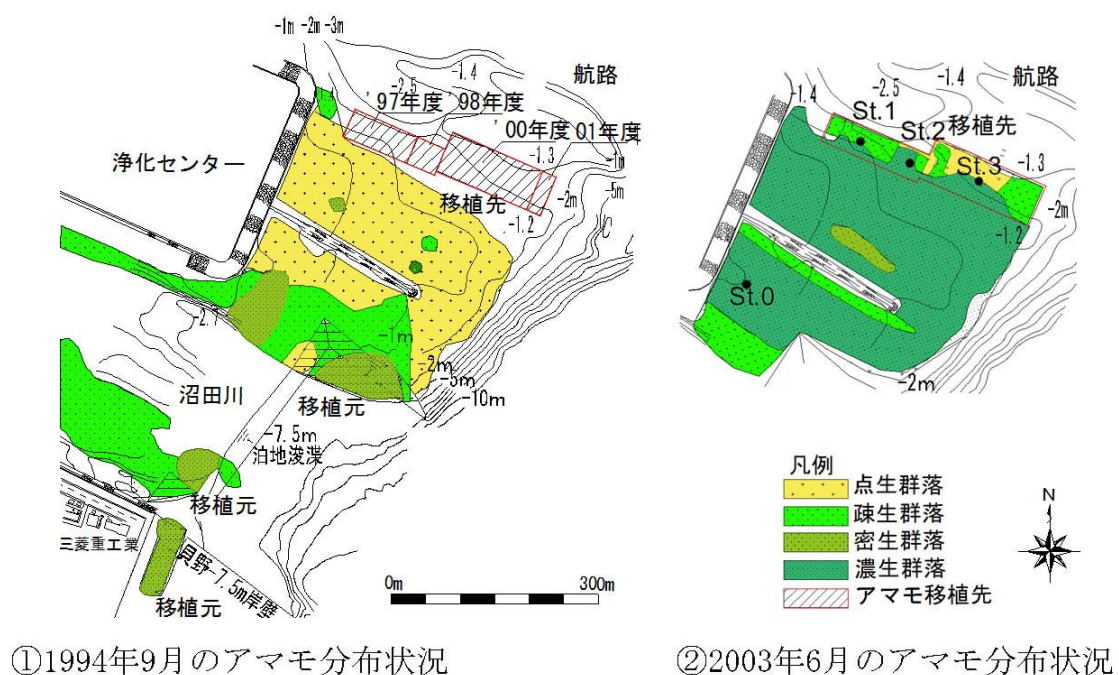 -1m -2m -3m
-1.4
-2.5
航路
'97年度 '98年度
'00年度 01年度
-1.3
-1m
-2m
-5m
移植先
-1.2
浄化センター
-2.7
-1m
-2m
-5m
-10m
沼田川
移植元
-7.5m
泊地浚渫
移植元
三菱重工業
貝野-7.5m岸壁
移植元
0m 300m
①1994年9月のアマモ分布状況
-1.4
-2.5
-1.4
航路
St.1
St.2
移植先
St.3
-1.3
-2m
-1.2
St.0
-2m
凡例
点生群落
疎生群落
密生群落
濃生群落
アマモ移植先
N
②2003年6月のアマモ分布状況